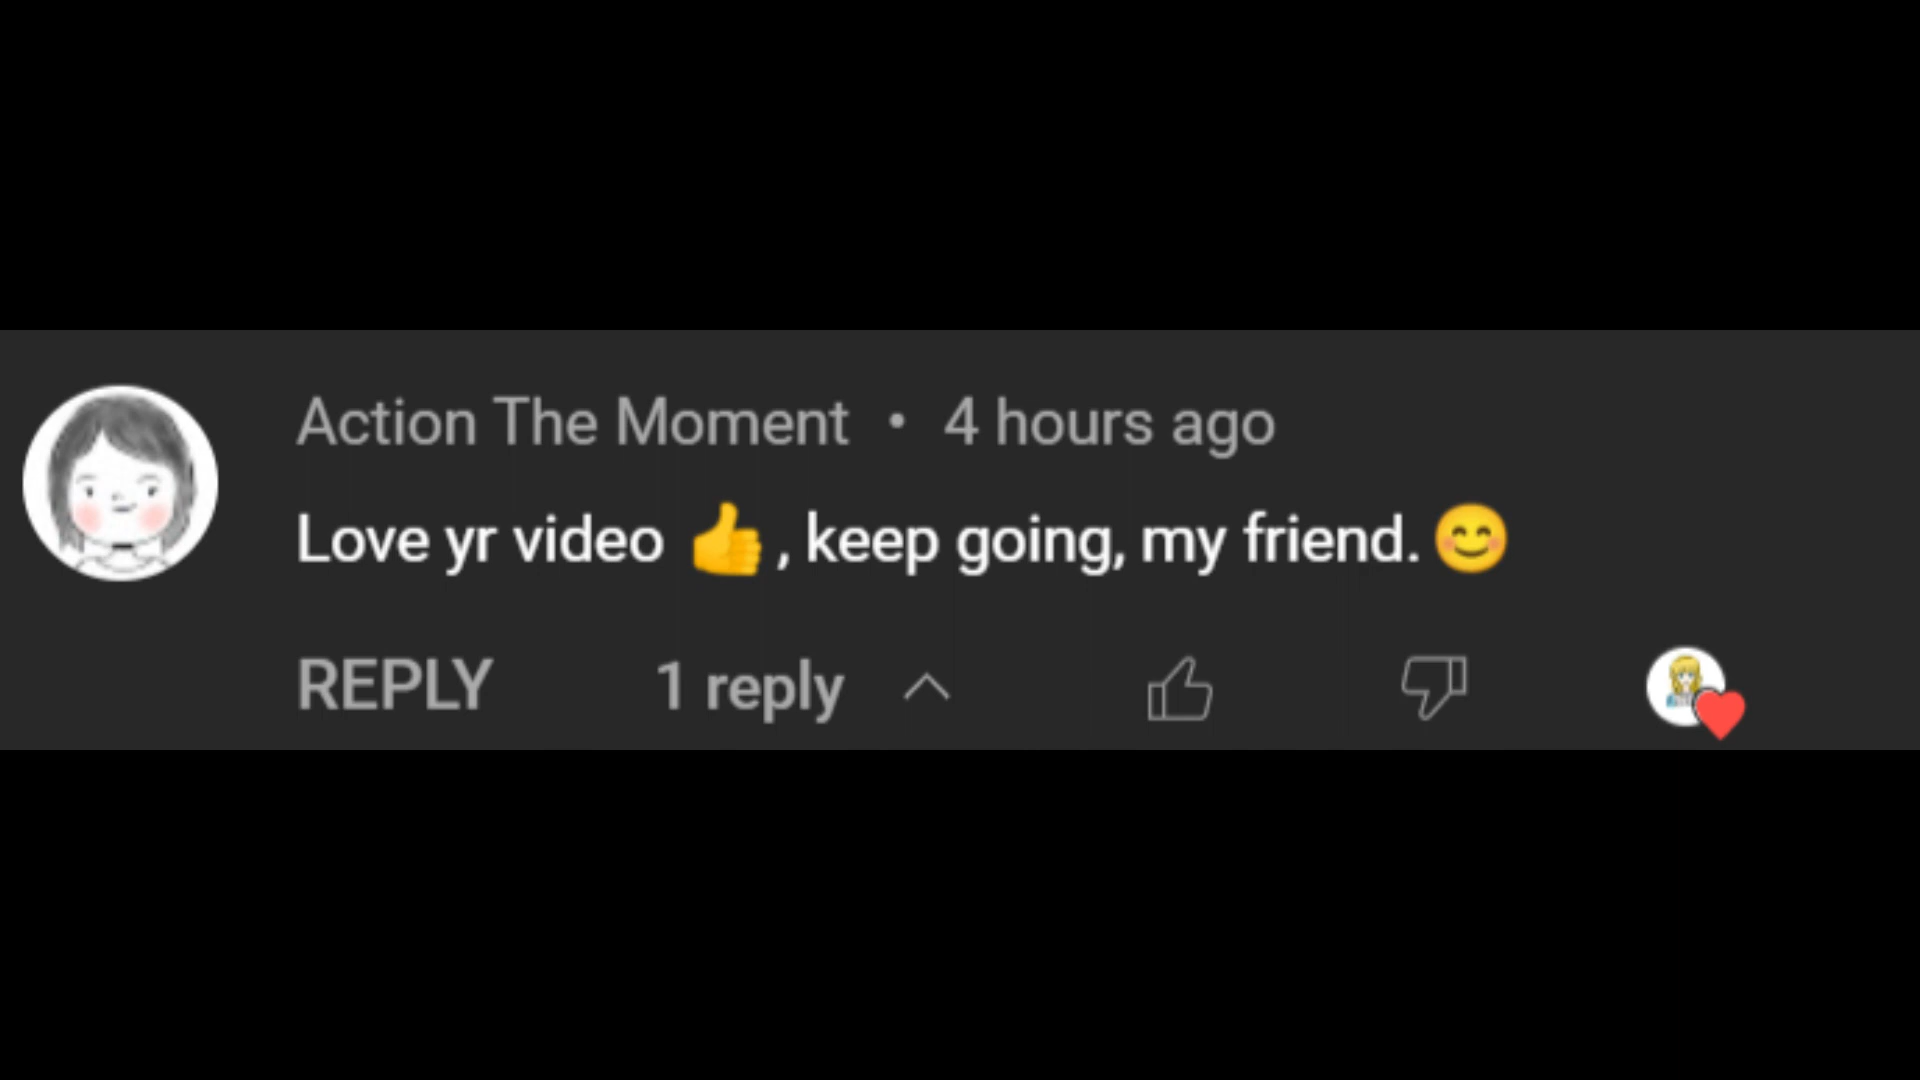 Action The Moment • 4 hours ago
Love yr video 👍, keep going, my friend.😊
REPLY 1 reply